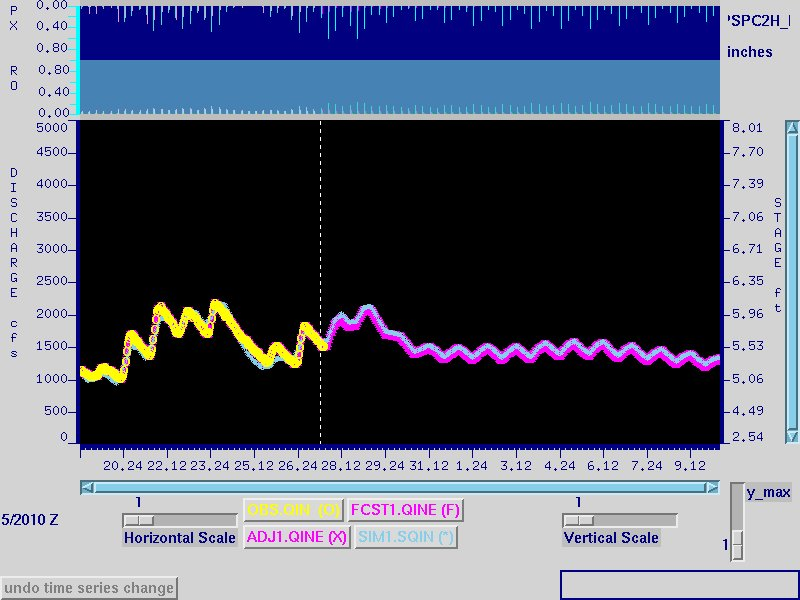 P X
0.00
0.40
0.80
R O
0.80
0.40
0.00
PSPC2H_I
inches
DISCHARGE cfs
5000
4500
4000
3500
3000
2500
2000
1500
1000
500
0
8.01
7.70
7.39
7.06
6.71
6.35
5.96
5.53
5.06
4.49
2.54
STAGE ft
20.24 22.12 23.24 25.12 26.24 28.12 29.24 31.12 1.24 3.12 4.24 6.12 7.24 9.12
5/2010 Z
1
Horizontal Scale
OBS.QIN (O) FCST1.QINE (F)
ADJ1.QINE (X) SIM1.SQIN (*)
1
Vertical Scale
y_max
1
undo time series change